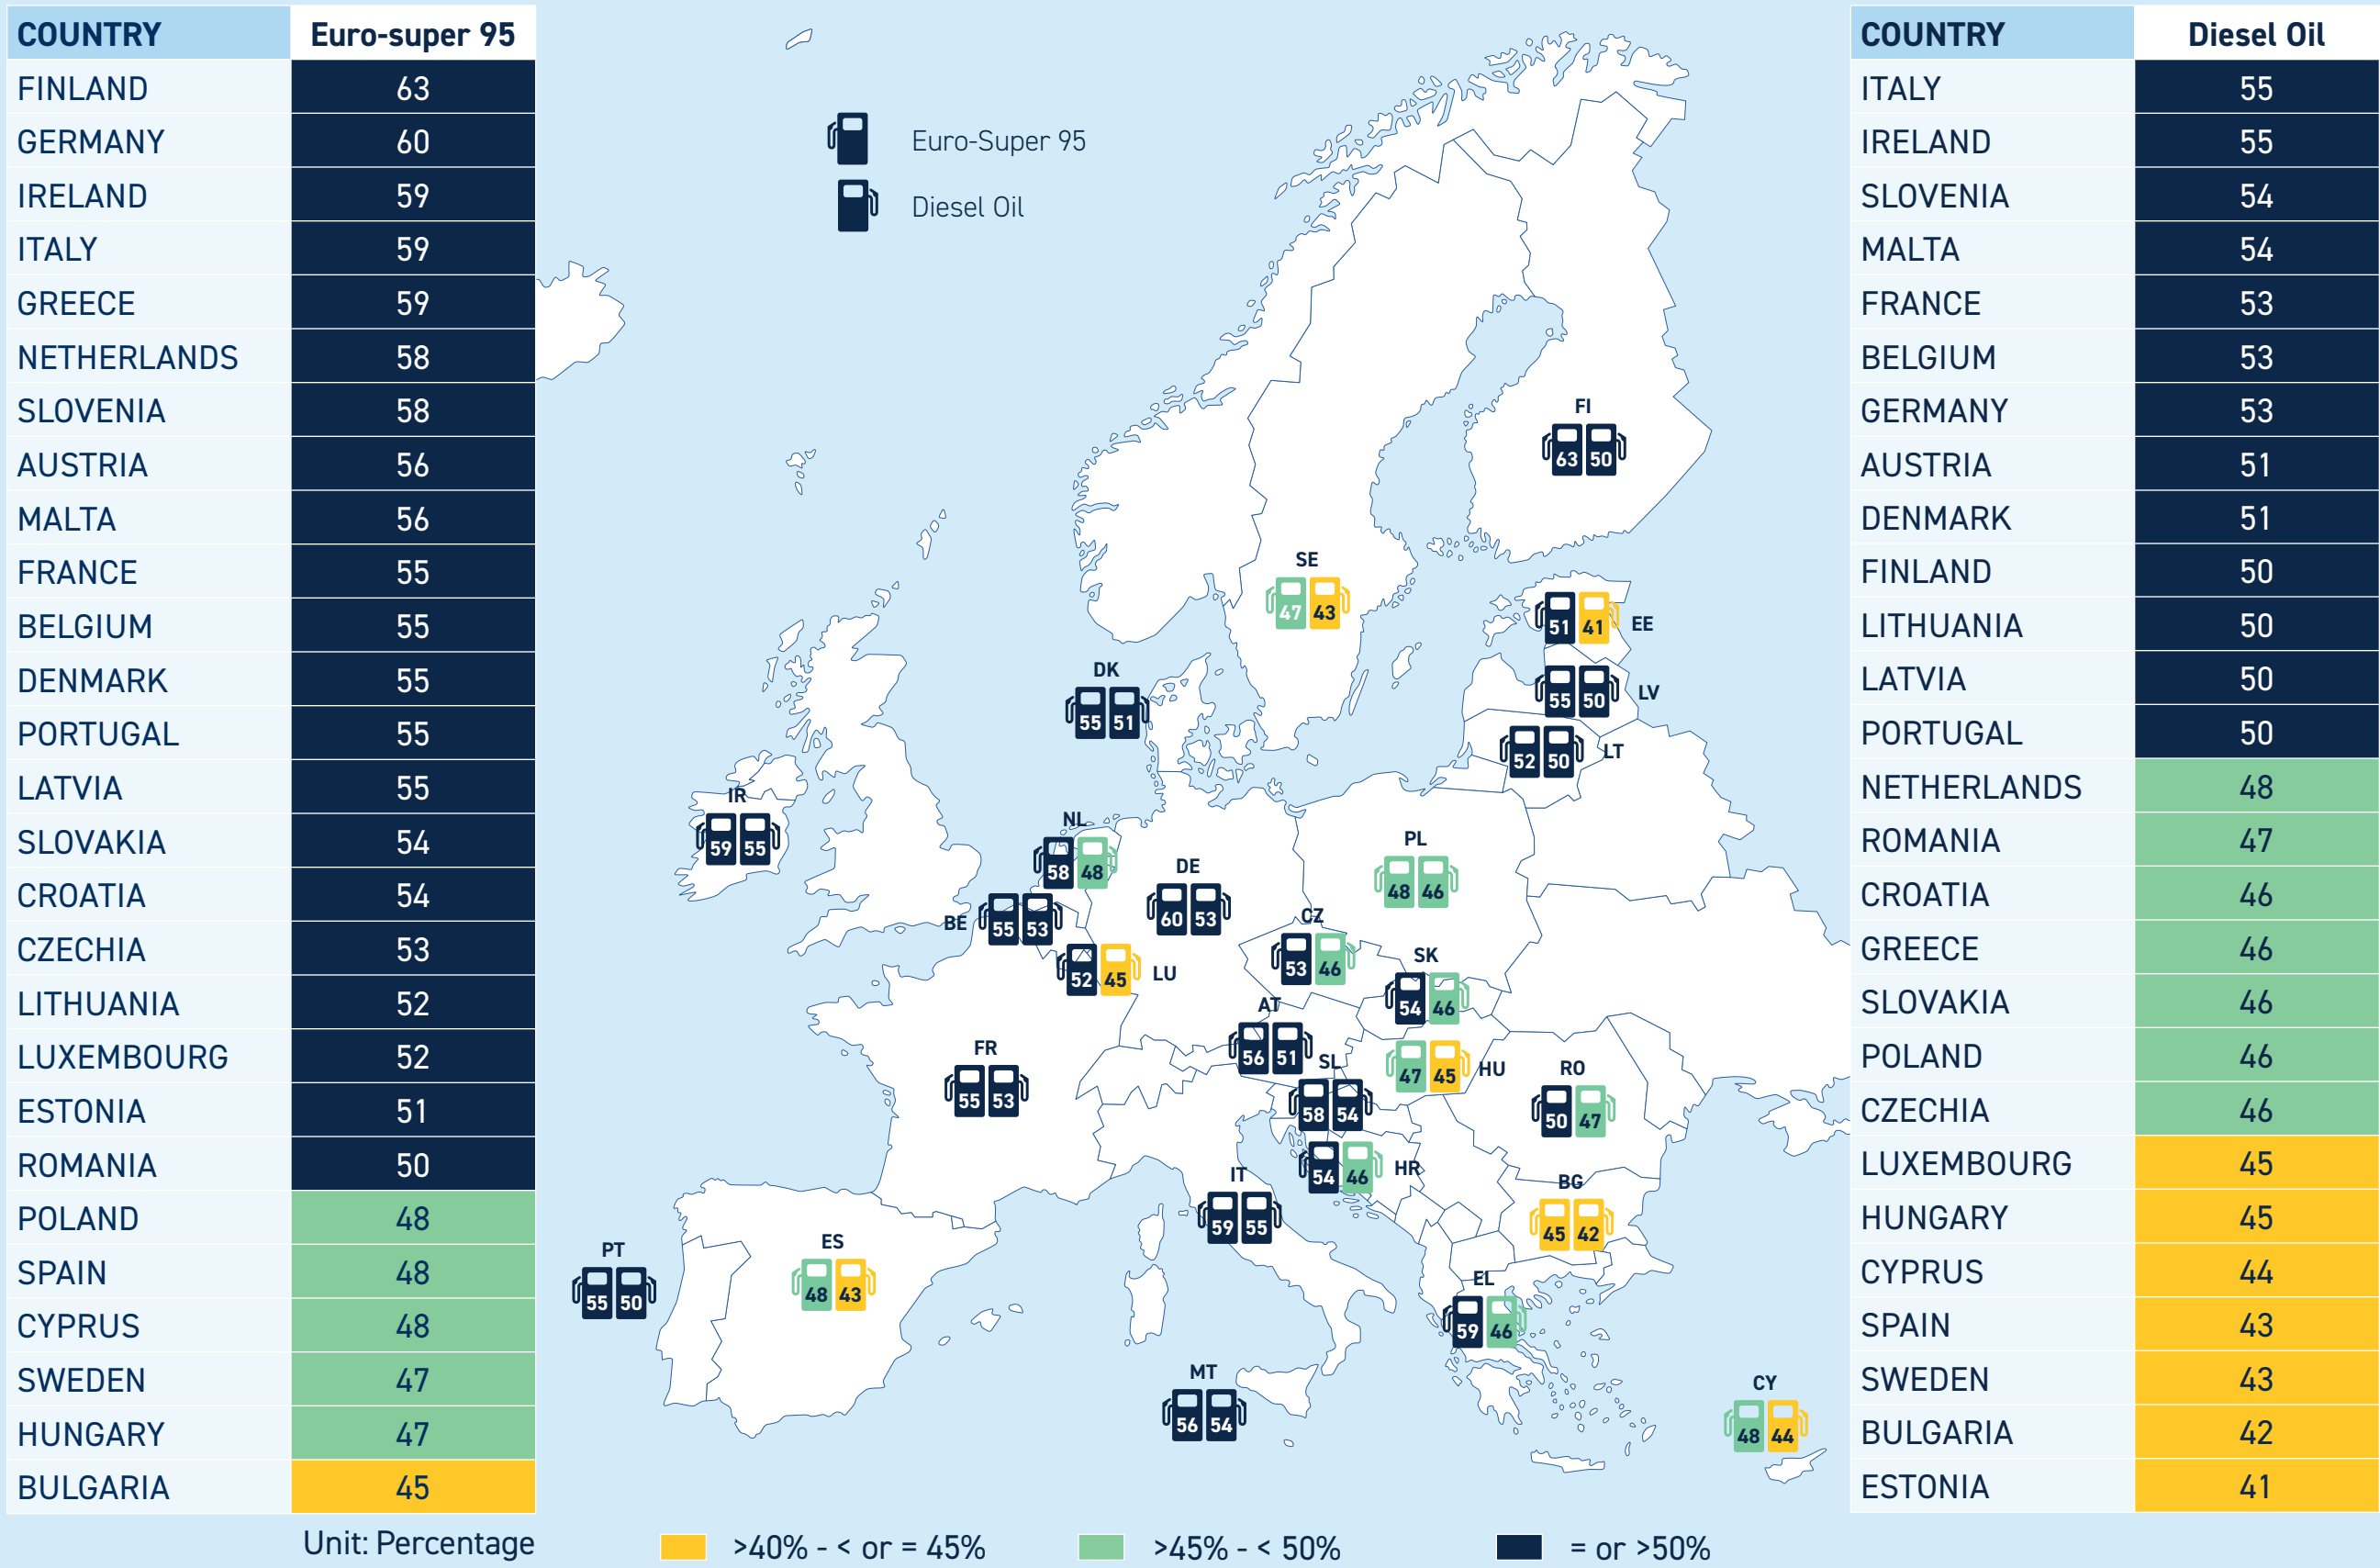 COUNTRY Euro-super 95
FINLAND 63
GERMANY 60
IRELAND 59
ITALY 59
GREECE 59
NETHERLANDS 58
SLOVENIA 58
AUSTRIA 56
MALTA 56
FRANCE 55
BELGIUM 55
DENMARK 55
PORTUGAL 55
LATVIA 55
SLOVAKIA 54
CROATIA 54
CZECHIA 53
LITHUANIA 52
LUXEMBOURG 52
ESTONIA 51
ROMANIA 50
POLAND 48
SPAIN 48
CYPRUS 48
SWEDEN 47
HUNGARY 47
BULGARIA 45
Unit: Percentage
Euro-Super 95
Diesel Oil
FI
63 50
SE
47 43
51 41 EE
DK
55 51
55 50 LV
52 50 LT
IR
59 55
NL
58 48
DE
60 53
PL
48 46
BE 55 53
CZ
53 46
52 45 LU
SK
54 46
AT
56 51
FR
55 53
SL
58 54
47 45 HU
RO
50 47
54 46 HR
IT
59 55
BG
45 42
PT
55 50
ES
48 43
EL
59 46
MT
56 54
CY
48 44
>40% - < or = 45%
>45% - < 50%
= or >50%
COUNTRY Diesel Oil
ITALY 55
IRELAND 55
SLOVENIA 54
MALTA 54
FRANCE 53
BELGIUM 53
GERMANY 53
AUSTRIA 51
DENMARK 51
FINLAND 50
LITHUANIA 50
LATVIA 50
PORTUGAL 50
NETHERLANDS 48
ROMANIA 47
CROATIA 46
GREECE 46
SLOVAKIA 46
POLAND 46
CZECHIA 46
LUXEMBOURG 45
HUNGARY 45
CYPRUS 44
SPAIN 43
SWEDEN 43
BULGARIA 42
ESTONIA 41